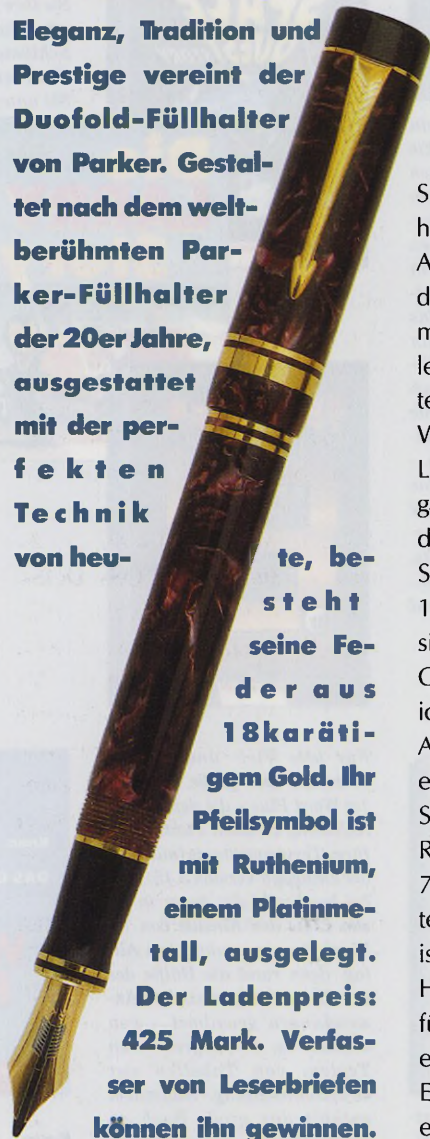 Eleganz, Tradition und
Prestige vereint der
Duofold-Füllhalter
von Parker. Gestal-
tet nach dem welt-
berühmten Par-
ker-Füllhalter
der 20er Jahre,
ausgestattet
mit der per-
fekten
Technik
von heu-
te, be-
steht
seine Fe-
der aus
18karäti-
gem Gold. Ihr
Pfeilsymbol ist
mit Ruthenium,
einem Platinme-
tall, ausgelegt.
Der Ladenpreis:
425 Mark. Verfas-
ser von Leserbriefen
können ihn gewinnen.